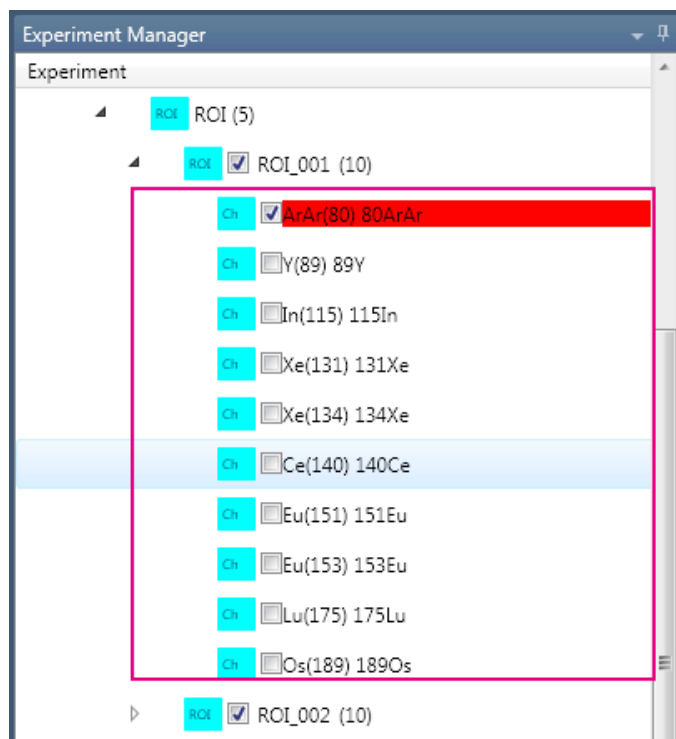 Experiment Manager
Experiment
ROI ROI (5)
ROI ROI_001 (10)
Ch ArAr(80) 80ArAr
Ch Y(89) 89Y
Ch In(115) 115In
Ch Xe(131) 131Xe
Ch Xe(134) 134Xe
Ch Ce(140) 140Ce
Ch Eu(151) 151Eu
Ch Eu(153) 153Eu
Ch Lu(175) 175Lu
Ch Os(189) 189Os
ROI ROI_002 (10)